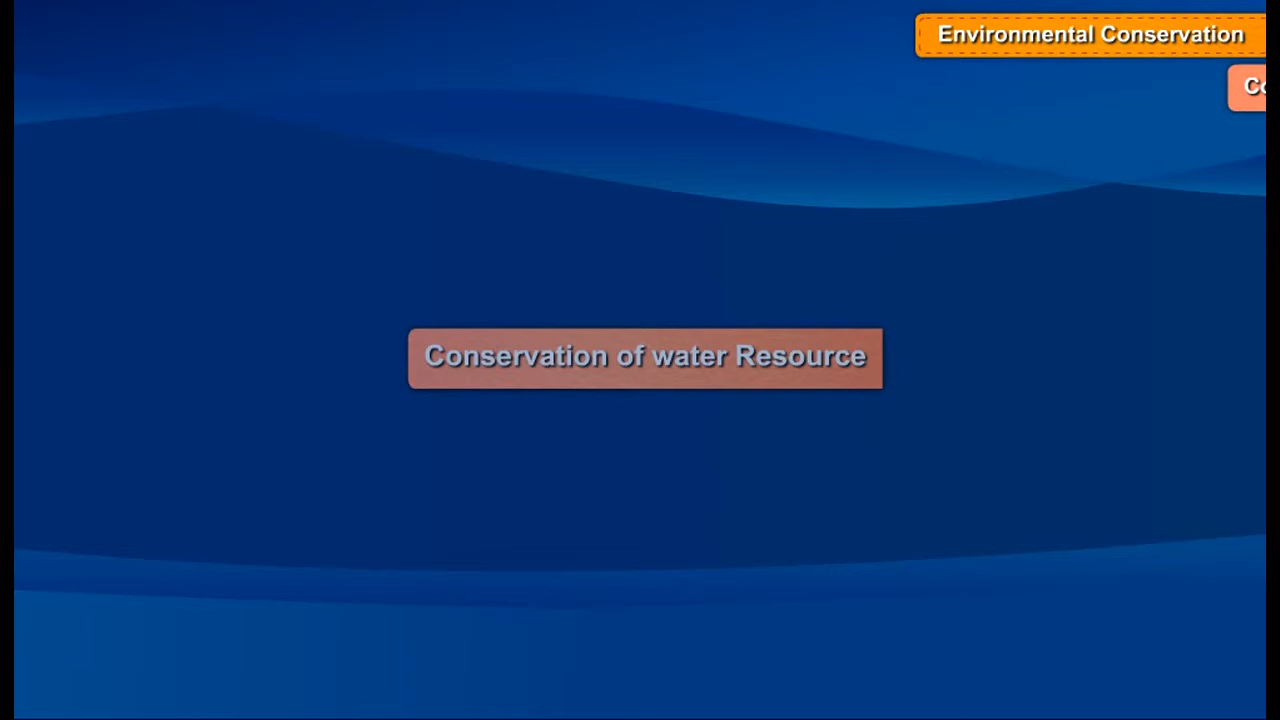 Environmental Conservation
Conservation of water Resource